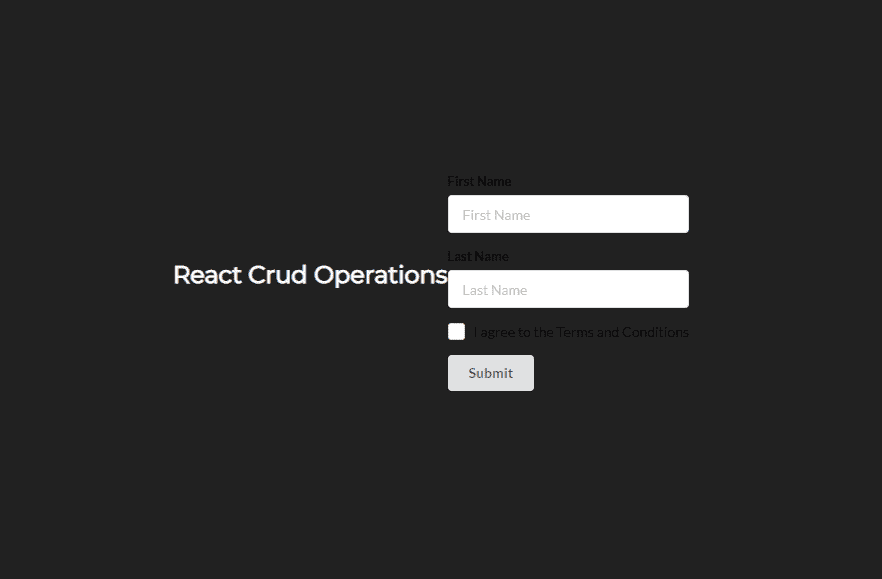 React Crud Operations
First Name
First Name
Last Name
Last Name
I agree to the Terms and Conditions
Submit